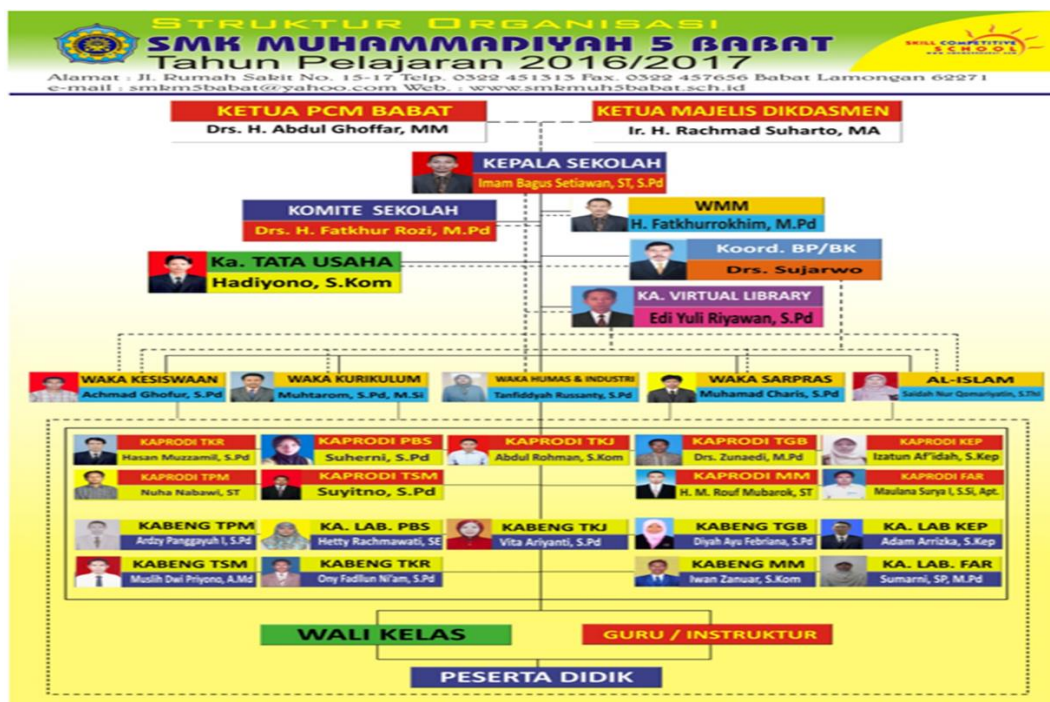 STRUKTUR ORGANISASI
SMK MUHAMMADIYAH 5 BABAT
Tahun Pelajaran 2016/2017
SKILL COMPETITIVE
SCHOOL
Alamat : Jl. Rumah Sakit No. 15-17 Telp. 0322 451313 Fax. 0322 457656 Babat Lamongan 62271
e-mail : smkm5babat@yahoo.com Web. : www.smkmuh5babat.sch.id
KETUA PCM BABAT
Drs. H. Abdul Ghoffar, MM
KETUA MAJELIS DIKDASMEN
Ir. H. Rachmad Suharto, MA
KEPALA SEKOLAH
Imam Bagus Setiawan, ST, S.Pd
KOMITE SEKOLAH
Drs. H. Fatkhur Rozi, M.Pd
WMM
H. Fatkhurrokhim, M.Pd
Ka. TATA USAHA
Hadiyono, S.Kom
Koord. BP/BK
Drs. Sujarwo
KA. VIRTUAL LIBRARY
Edi Yuli Riyawan, S.Pd
WAKA KESISWAAN
Achmad Ghofur, S.Pd
WAKA KURIKULUM
Muhtarom, S.Pd, M.Si
WAKA HUMAS & INDUSTRI
Tanfiddyah Russanty, S.Pd
WAKA SARPRAS
Muhamad Charis, S.Pd
AL-ISLAM
Saidah Nur Qomariyatin, S.ThI
KAPRODI TKR
Hasan Muzzamil, S.Pd
KAPRODI PBS
Suherni, S.Pd
KAPRODI TKJ
Abdul Rohman, S.Kom
KAPRODI TGB
Drs. Zunaedi, M.Pd
KAPRODI KEP
Izatun Af'idah, S.Kep
KAPRODI TPM
Nuha Nabawi, ST
KAPRODI TSM
Suyitno, S.Pd
KAPRODI MM
H. M. Rouf Mubarok, ST
KAPRODI FAR
Maulana Surya I, S.Si, Apt.
KABENG TPM
Ardzy Panggayuh I, S.Pd
KA. LAB. PBS
Hetty Rachmawati, SE
KABENG TKJ
Vita Ariyanti, S.Pd
KABENG TGB
Diyah Ayu Febriana, S.Pd
KA. LAB KEP
Adam Arrizka, S.Kep
KABENG TSM
Muslih Dwi Priyono, A.Md
KABENG TKR
Ony Fadllun Ni'am, S.Pd
KABENG MM
Iwan Zanuar, S.Kom
KA. LAB. FAR
Sumarni, SP, M.Pd
WALI KELAS
GURU / INSTRUKTUR
PESERTA DIDIK